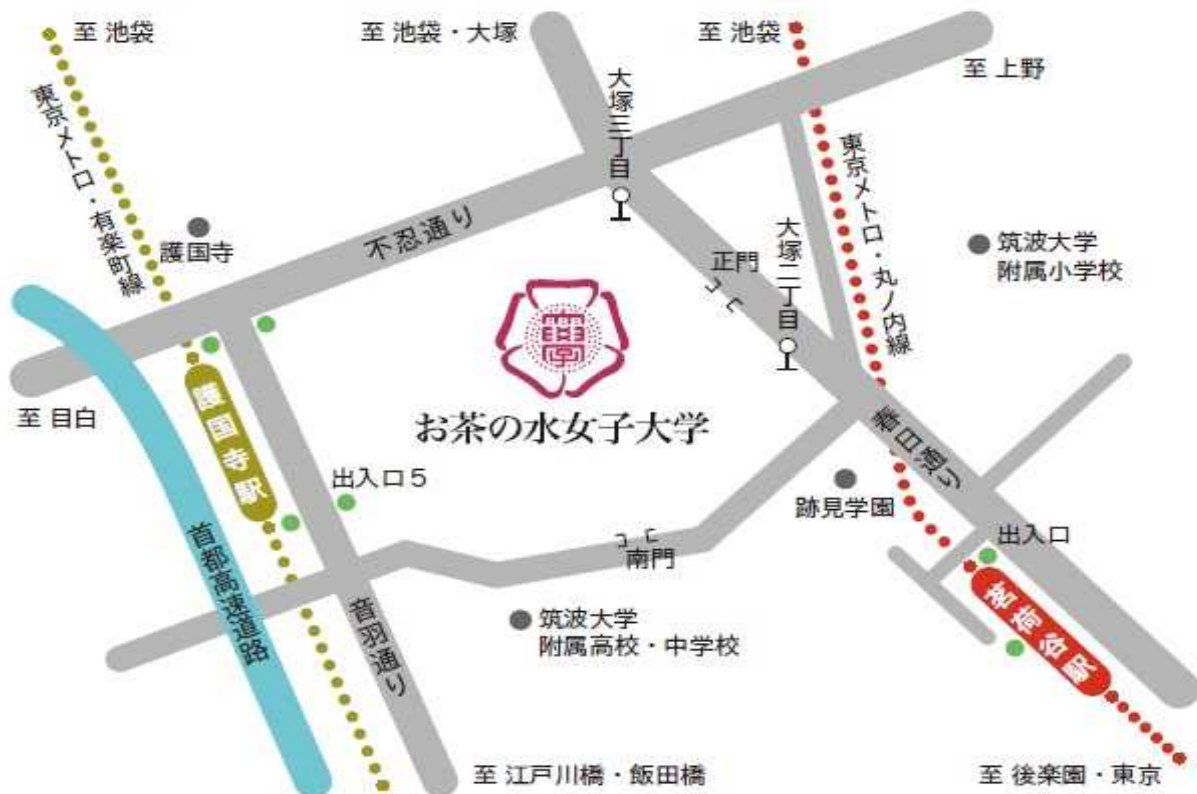 至 池袋
至 池袋・大塚
至 池袋
至 上野
東京メトロ・有楽町線
大塚三丁目
東京メトロ・丸ノ内線
護国寺
不忍通り
正門
大塚二丁目
筑波大学
附属小学校
至 目白
護国寺駅
お茶の水女子大学
春日通り
出入口５
跡見学園
出入口
首都高速道路
南門
音羽通り
筑波大学
附属高校・中学校
茗荷谷駅
至 江戸川橋・飯田橋
至 後楽園・東京